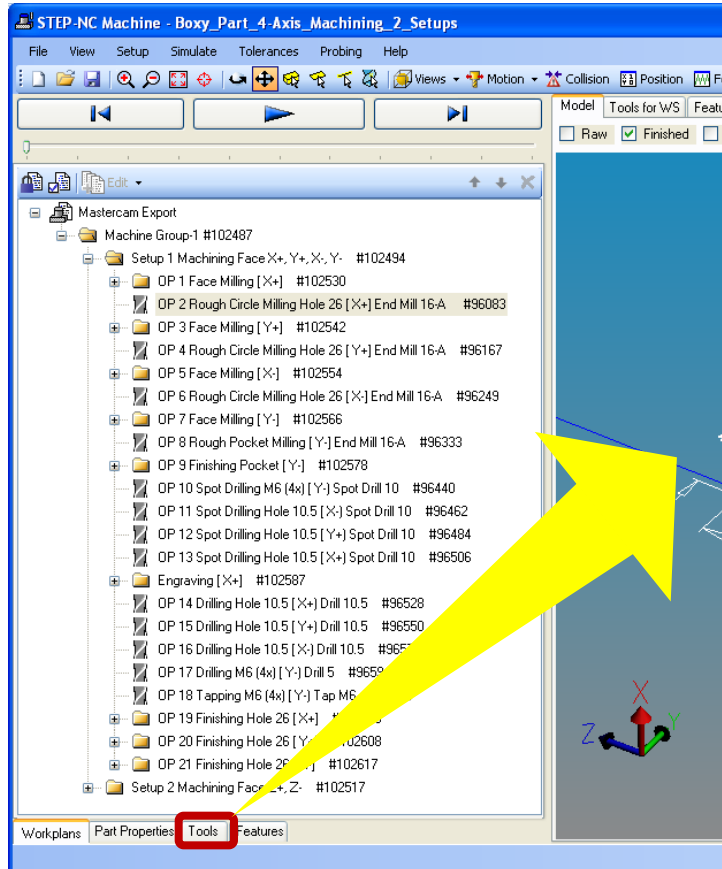 STEP-NC Machine - Boxy_Part_4-Axis_Machining_2_Setups
File View Setup Simulate Tolerances Probing Help
Views Motion Collision Position
Model Tools for WS
Raw Finished
Edit
Mastercam Export
Machine Group-1 #102487
Setup 1 Machining Face X+, Y+, X-, Y- #102494
OP 1 Face Milling [X+] #102530
OP 2 Rough Circle Milling Hole 26 [X+] End Mill 16-A #96083
OP 3 Face Milling [Y+] #102542
OP 4 Rough Circle Milling Hole 26 [Y+] End Mill 16-A #96167
OP 5 Face Milling [X-] #102554
OP 6 Rough Circle Milling Hole 26 [X-] End Mill 16-A #96249
OP 7 Face Milling [Y-] #102566
OP 8 Rough Pocket Milling [Y-] End Mill 16-A #96333
OP 9 Finishing Pocket [Y-] #102578
OP 10 Spot Drilling M6 (4x) [Y-) Spot Drill 10 #96440
OP 11 Spot Drilling Hole 10.5 [X-) Spot Drill 10 #96462
OP 12 Spot Drilling Hole 10.5 [Y+) Spot Drill 10 #96484
OP 13 Spot Drilling Hole 10.5 [X+) Spot Drill 10 #96506
Engraving [X+] #102587
OP 14 Drilling Hole 10.5 [X+) Drill 10.5 #96528
OP 15 Drilling Hole 10.5 [Y+) Drill 10.5 #96550
OP 16 Drilling Hole 10.5 [X-) Drill 10.5
OP 17 Drilling M6 (4x) [Y-) Drill 5
OP 18 Tapping M6 (4x) [Y-) Tap M6
OP 19 Finishing Hole 26 [X+]
OP 20 Finishing Hole 26
OP 21 Finishing Hole #102617
Setup 2 Machining Face Z- #102517
X
Y
Z
Workplans Part Properties Tools Features